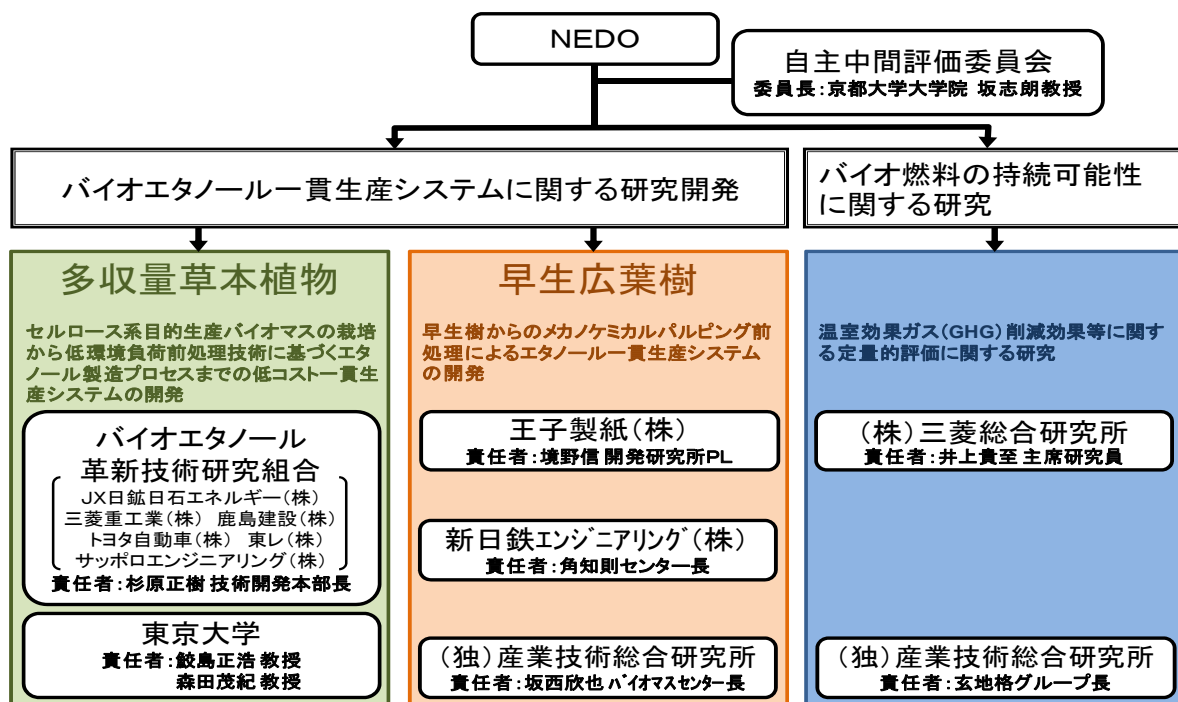 NEDO
自主中間評価委員会
委員長：京都大学大学院 坂志朗教授
バイオエタノール一貫生産システムに関する研究開発
バイオ燃料の持続可能性
に関する研究
多収量草本植物
セルロース系目的生産バイオマスの栽培
から低環境負荷前処理技術に基づくエタ
ノール製造プロセスまでの低コスト一貫生
産システムの開発
バイオエタノール
革新技術研究組合
JX日鉱日石エネルギー（株）
三菱重工業（株） 鹿島建設（株）
トヨタ自動車（株） 東レ（株）
サッポロエンジニアリング（株）
責任者：杉原正樹 技術開発本部長
東京大学
責任者：鮫島正浩 教授
森田茂紀 教授
早生広葉樹
早生樹からのメカノケミカルパルピング前
処理によるエタノール一貫生産システム
の開発
王子製紙（株）
責任者：境野信 開発研究所PL
新日鉄エンジニアリング（株）
責任者：角知則センター長
（独）産業技術総合研究所
責任者：坂西欣也 バイオマスセンター長
温室効果ガス（GHG）削減効果等に関す
る定量的評価に関する研究
（株）三菱総合研究所
責任者：井上貴至 主席研究員
（独）産業技術総合研究所
責任者：玄地裕グループ長